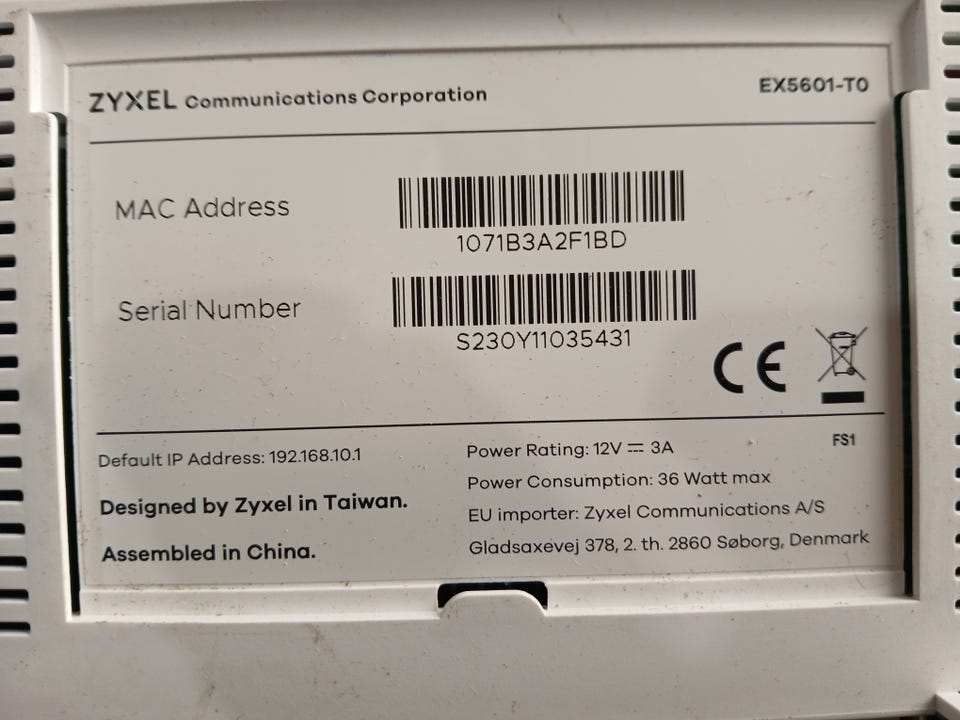 ZYXEL Communications Corporation EX5601-T0
MAC Address
1071B3A2F1BD
Serial Number
S230Y11035431
CE
FS1
Default IP Address: 192.168.10.1
Designed by Zyxel in Taiwan.
Assembled in China.
Power Rating: 12V ⎓ 3A
Power Consumption: 36 Watt max
EU importer: Zyxel Communications A/S
Gladsaxevej 378, 2. th. 2860 Søborg, Denmark